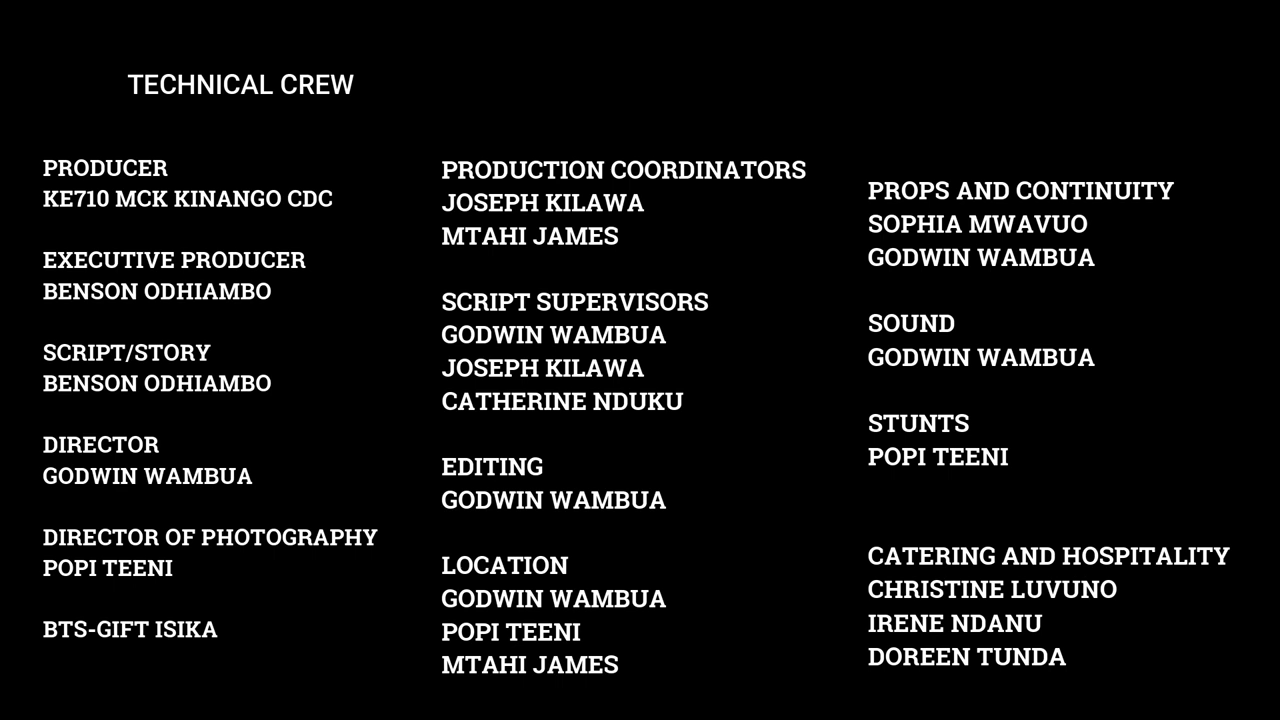 TECHNICAL CREW
PRODUCER
KE710 MCK KINANGO CDC
EXECUTIVE PRODUCER
BENSON ODHIAMBO
SCRIPT/STORY
BENSON ODHIAMBO
DIRECTOR
GODWIN WAMBUA
DIRECTOR OF PHOTOGRAPHY
POPI TEENI
BTS-GIFT ISIKA
PRODUCTION COORDINATORS
JOSEPH KILAWA
MTAHI JAMES
SCRIPT SUPERVISORS
GODWIN WAMBUA
JOSEPH KILAWA
CATHERINE NDUKU
EDITING
GODWIN WAMBUA
LOCATION
GODWIN WAMBUA
POPI TEENI
MTAHI JAMES
PROPS AND CONTINUITY
SOPHIA MWAVUO
GODWIN WAMBUA
SOUND
GODWIN WAMBUA
STUNTS
POPI TEENI
CATERING AND HOSPITALITY
CHRISTINE LUVUNO
IRENE NDANU
DOREEN TUNDA